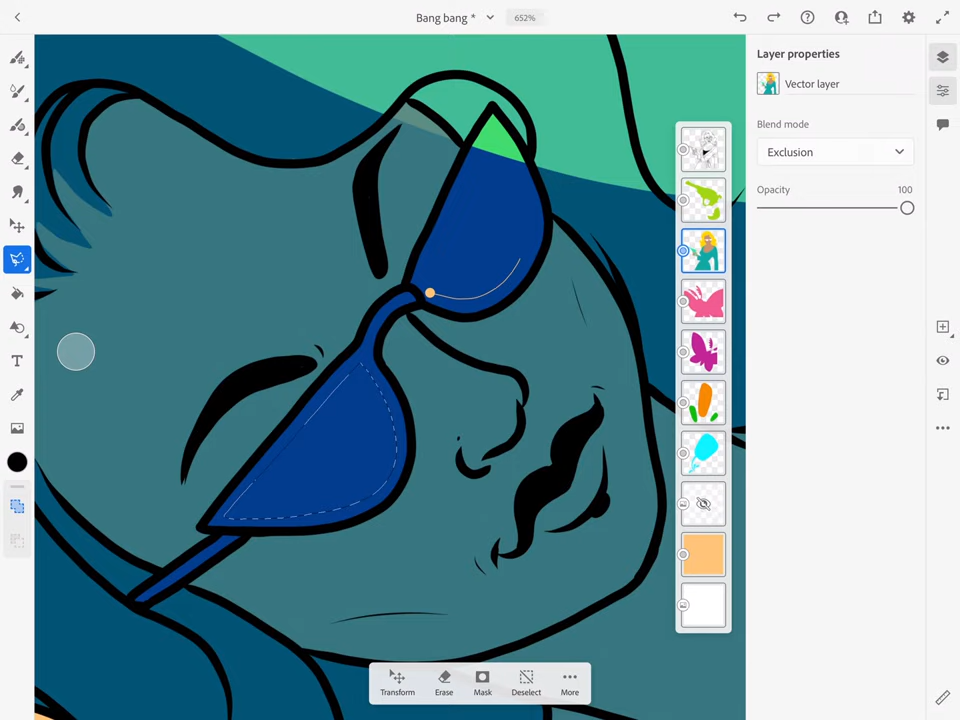 Bang bang *
652%
Layer properties
Vector layer
Blend mode
Exclusion
Opacity 100
T
Transform Erase Mask Deselect More